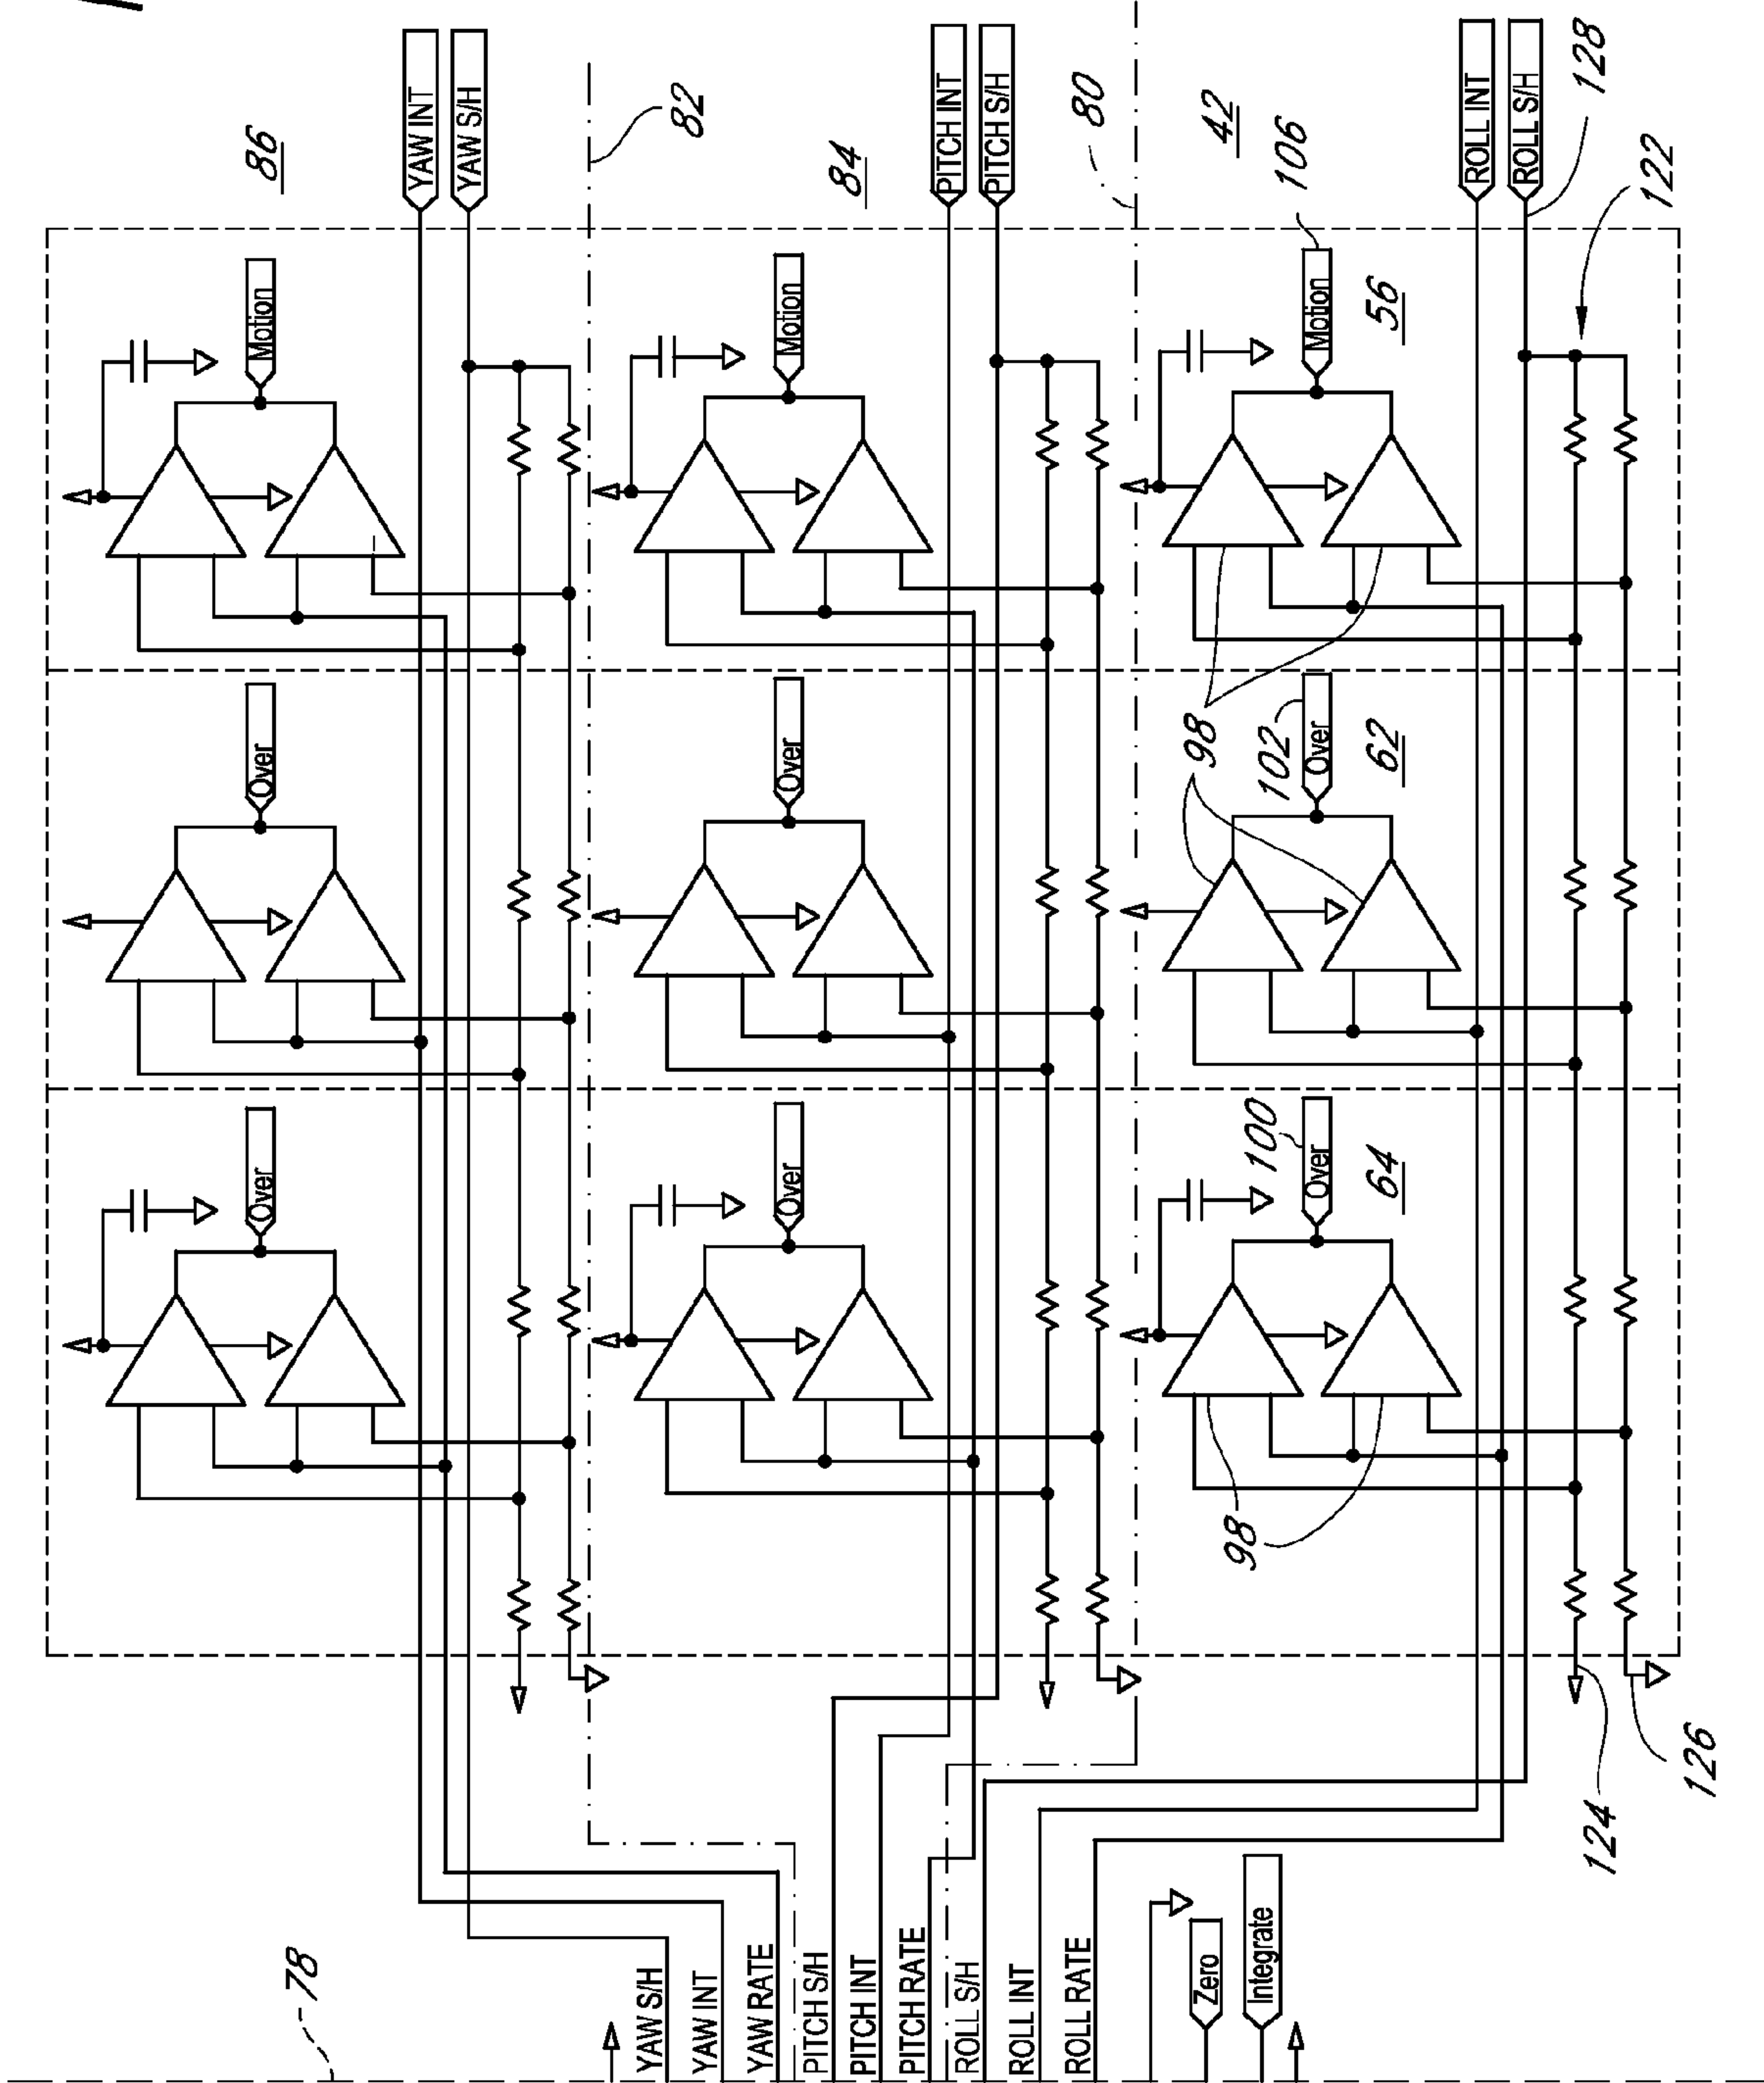 86
YAW INT
YAW S/H
82
84
PITCH INT
PITCH S/H
80
42
106
ROLL INT
ROLL S/H
128
122
Motion
Motion
Motion
56
Over
Over
98
102
Over
62
Over
Over
100
Over
64
98
124
126
78
YAW S/H
YAW INT
YAW RATE
PITCH S/H
PITCH INT
PITCH RATE
ROLL S/H
ROLL INT
ROLL RATE
Zero
Integrate